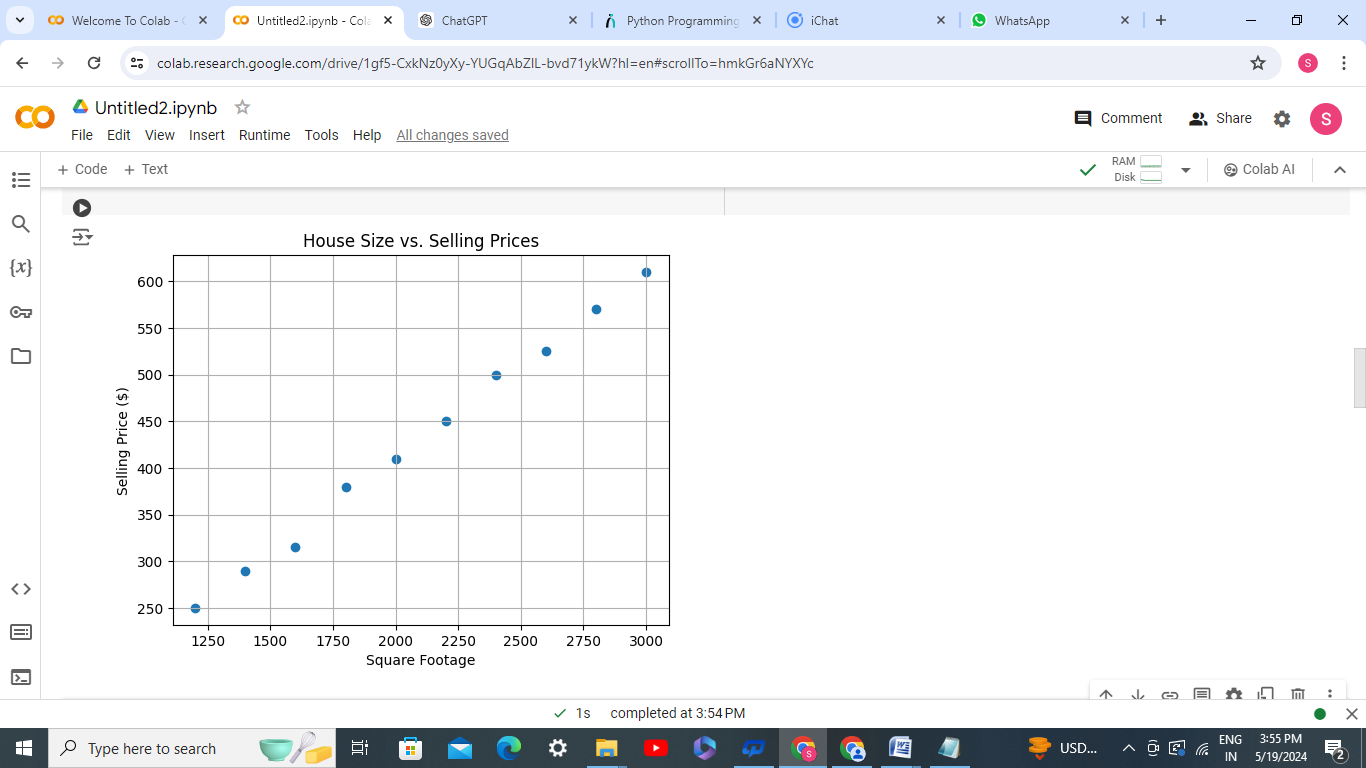 Welcome To Colab - C
Untitled2.ipynb - Cola
ChatGPT
Python Programming
iChat
WhatsApp
colab.research.google.com/drive/1gf5-CxkNz0yXy-YUGqAbZlL-bvd71ykW?hl=en#scrollTo=hmkGr6aNYXYc
S
Untitled2.ipynb
File Edit View Insert Runtime Tools Help All changes saved
Comment
Share
S
+ Code + Text
RAM
Disk
Colab AI
{x}
House Size vs. Selling Prices
600
550
500
450
400
350
300
250
Selling Price ($)
1250 1500 1750 2000 2250 2500 2750 3000
Square Footage
1s completed at 3:54 PM
Type here to search
USD...
ENG
IN
3:55 PM
5/19/2024
2